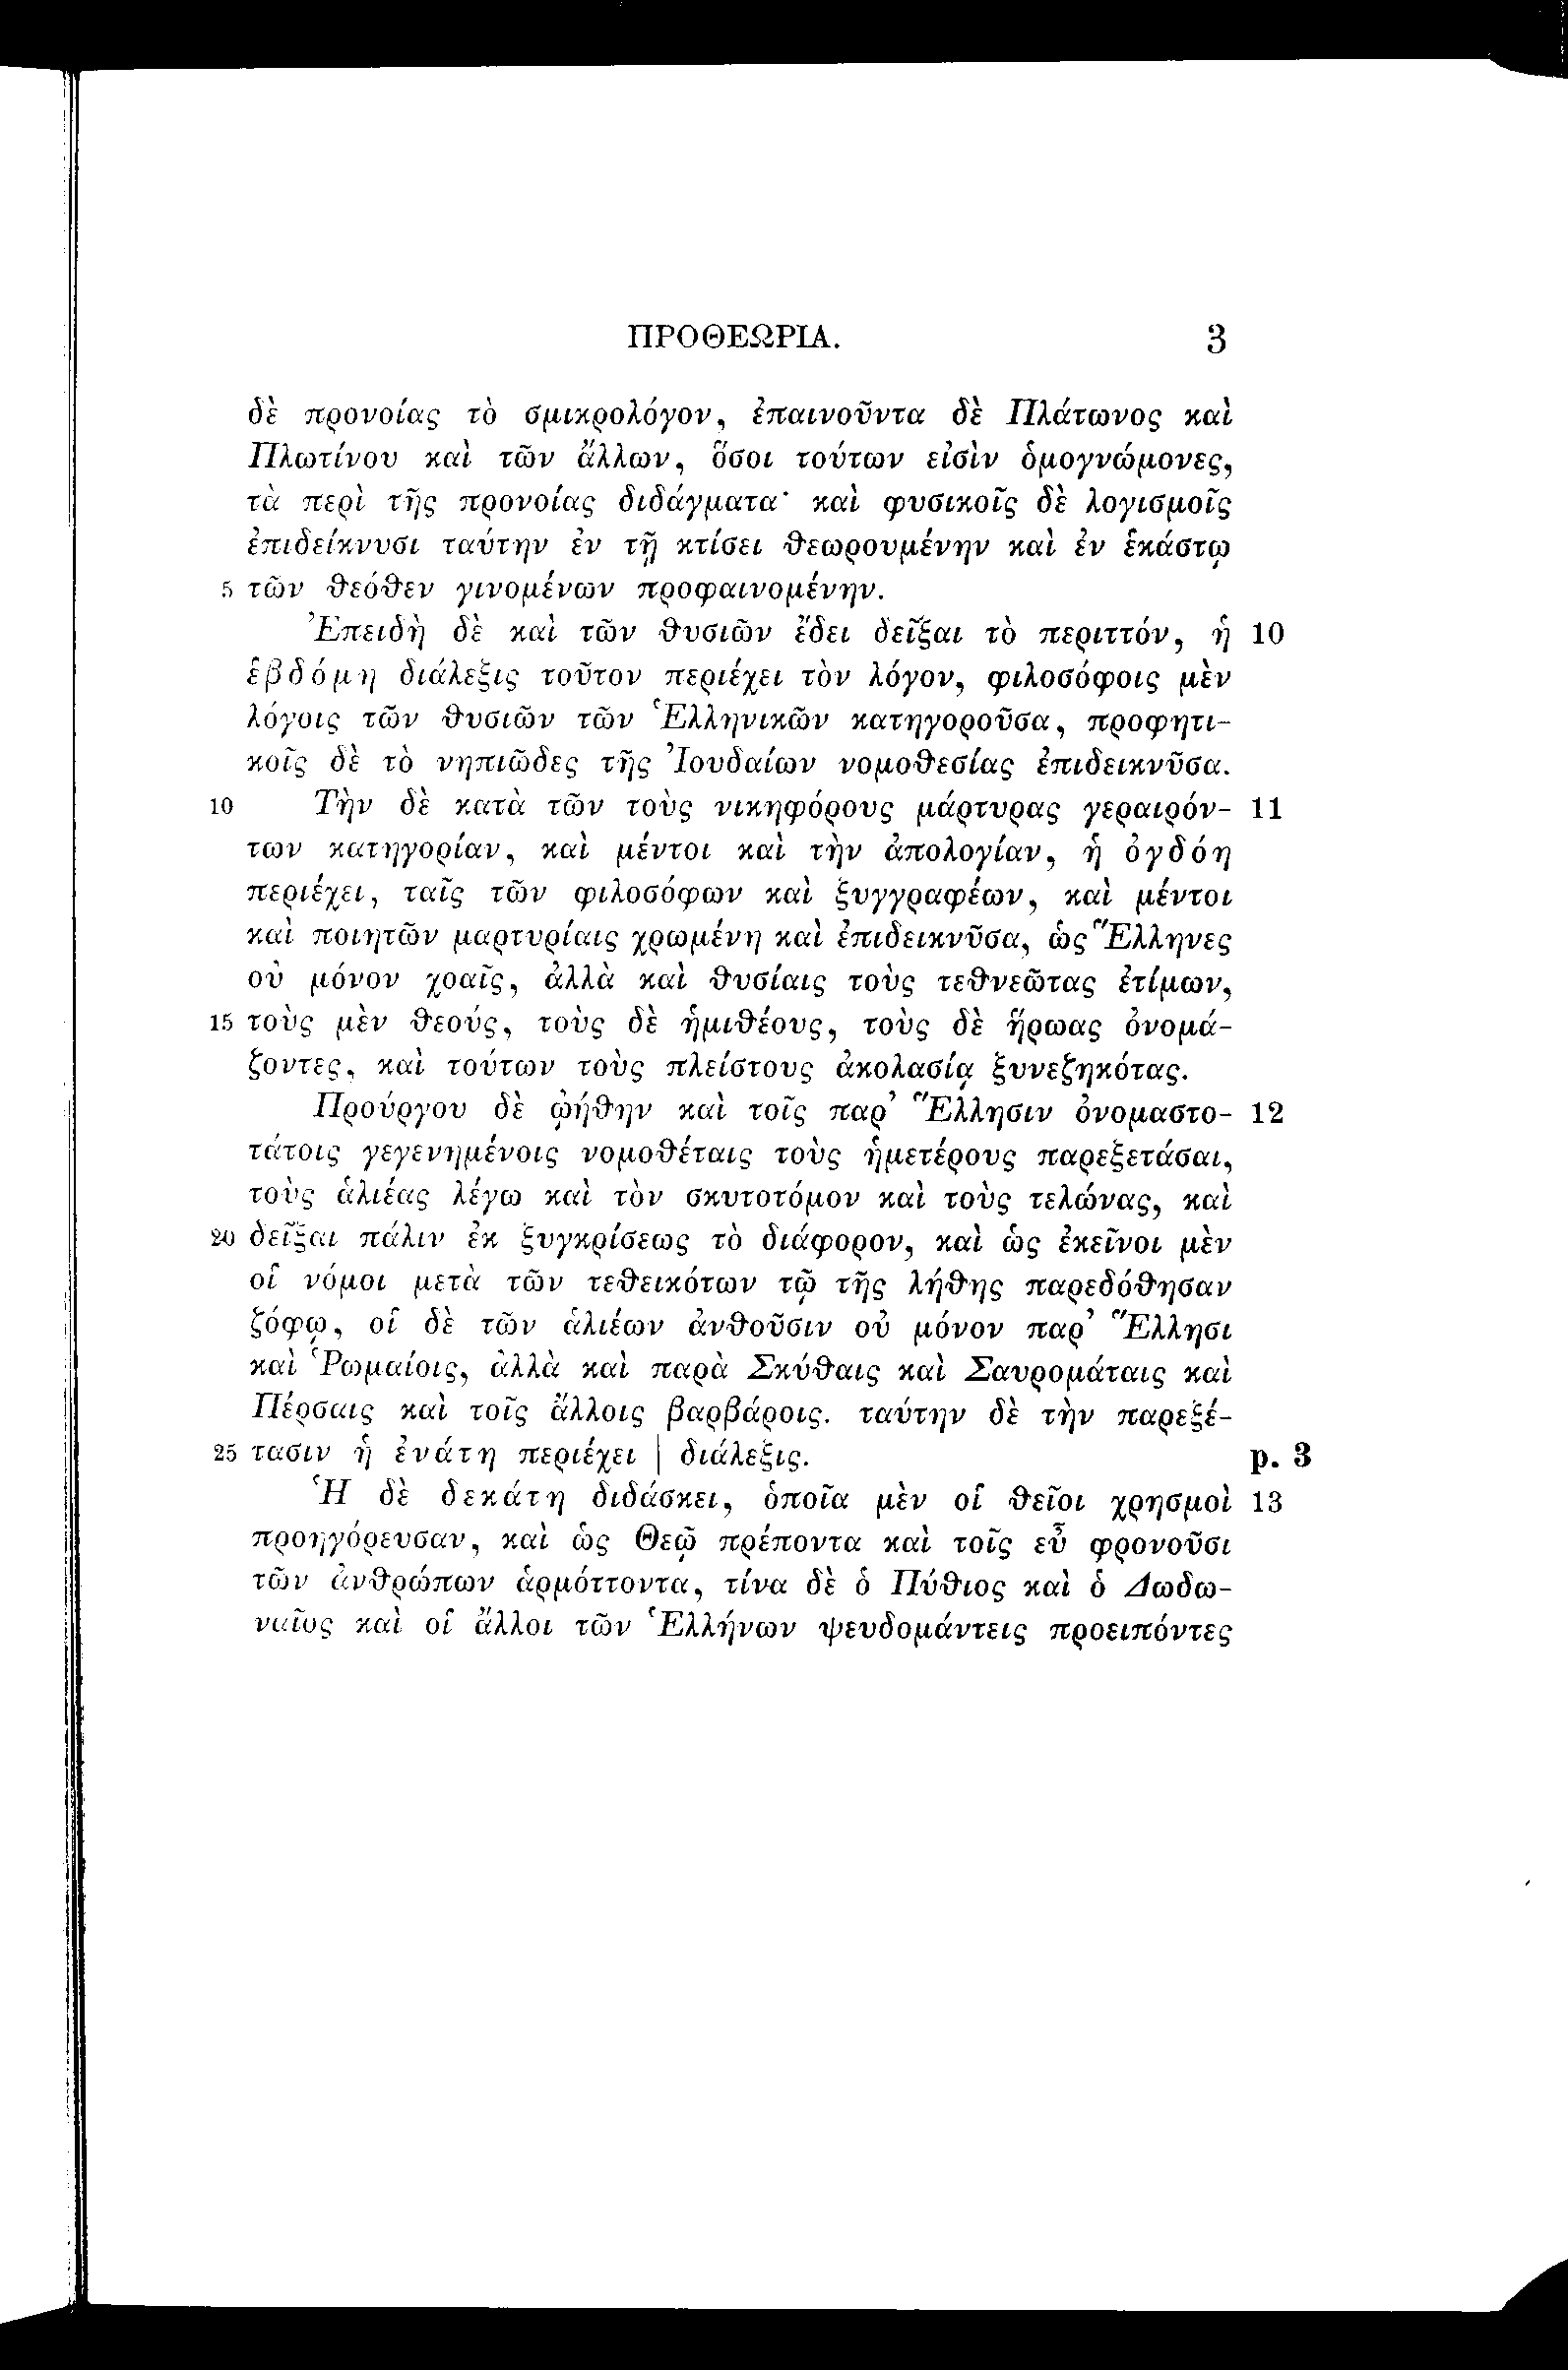 ΠΡΟΘΕΩΡΙΑ. 3
δὲ προνοίας τὸ σμικρολόγον, ἐπαινοῦντα δὲ Πλάτωνος καὶ
Πλωτίνου καὶ τῶν ἄλλων, ὅσοι τούτων εἰσὶν ὁμογνώμονες,
τὰ περὶ τῆς προνοίας διδάγματα· καὶ φυσικοῖς δὲ λογισμοῖς
ἐπιδείκνυσι ταύτην ἐν τῇ κτίσει θεωρουμένην καὶ ἐν ἑκάστῳ
5 τῶν θεόθεν γινομένων προφαινομένην.
Ἐπειδὴ δὲ καὶ τῶν θυσιῶν ἔδει δεῖξαι τὸ περιττόν, ἡ 10
ἑβδόμη διάλεξις τοῦτον περιέχει τὸν λόγον, φιλοσόφοις μὲν
λόγοις τῶν θυσιῶν τῶν Ἑλληνικῶν κατηγοροῦσα, προφητι-
κοῖς δὲ τὸ νηπιῶδες τῆς Ἰουδαίων νομοθεσίας ἐπιδεικνῦσα.
10 Τὴν δὲ κατὰ τῶν τοὺς νικηφόρους μάρτυρας γεραιρόν- 11
των κατηγορίαν, καὶ μέντοι καὶ τὴν ἀπολογίαν, ἡ ὀγδόη
περιέχει, ταῖς τῶν φιλοσόφων καὶ ξυγγραφέων, καὶ μέντοι
καὶ ποιητῶν μαρτυρίαις χρωμένη καὶ ἐπιδεικνῦσα, ὡς Ἕλληνες
οὐ μόνον χοαῖς, ἀλλὰ καὶ θυσίαις τοὺς τεθνεῶτας ἐτίμων,
15 τοὺς μὲν θεούς, τοὺς δὲ ἡμιθέους, τοὺς δὲ ἥρωας ὀνομά-
ζοντες, καὶ τούτων τοὺς πλείστους ἀκολασίᾳ ξυνεζηκότας.
Προύργου δὲ ᾠήθην καὶ τοῖς παρ’ Ἕλλησιν ὀνομαστο- 12
τάτοις γεγενημένοις νομοθέταις τοὺς ἡμετέρους παρεξετάσαι,
τοὺς ἁλιέας λέγω καὶ τὸν σκυτοτόμον καὶ τοὺς τελώνας, καὶ
20 δεῖξαι πάλιν ἐκ ξυγκρίσεως τὸ διάφορον, καὶ ὡς ἐκεῖνοι μὲν
οἱ νόμοι μετὰ τῶν τεθεικότων τῷ τῆς λήθης παρεδόθησαν
ζόφῳ, οἱ δὲ τῶν ἁλιέων ἀνθοῦσιν οὐ μόνον παρ’ Ἕλλησι
καὶ Ῥωμαίοις, ἀλλὰ καὶ παρὰ Σκύθαις καὶ Σαυρομάταις καὶ
Πέρσαις καὶ τοῖς ἄλλοις βαρβάροις. ταύτην δὲ τὴν παρεξέ-
25 τασιν ἡ ἐνάτη περιέχει | διάλεξις. p. 3
Ἡ δὲ δεκάτη διδάσκει, ὁποῖα μὲν οἱ θεῖοι χρησμοὶ 13
προηγόρευσαν, καὶ ὡς Θεῷ πρέποντα καὶ τοῖς εὖ φρονοῦσι
τῶν ἀνθρώπων ἁρμόττοντα, τίνα δὲ ὁ Πύθιος καὶ ὁ Δωδω-
ναῖος καὶ οἱ ἄλλοι τῶν Ἑλλήνων ψευδομάντεις προειπόντες